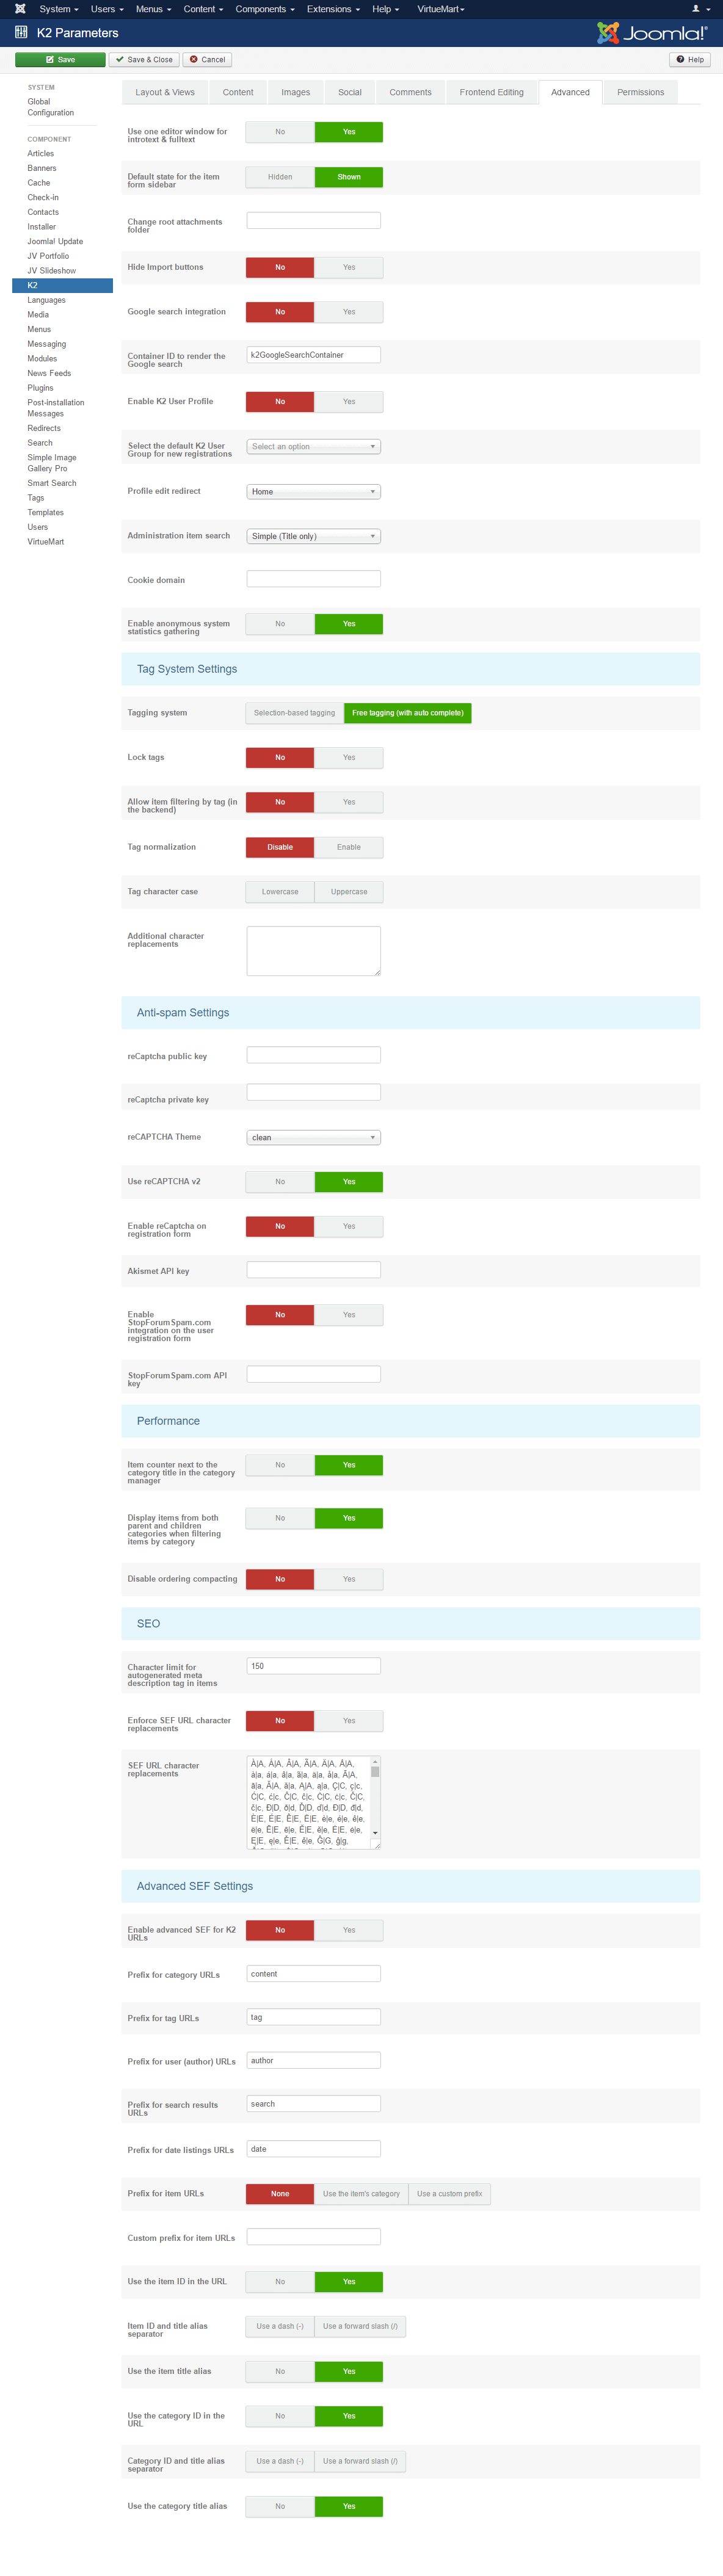 System Users Menus Content Components Extensions Help VirtueMart
K2 Parameters
Joomla!
Save Save & Close Cancel Help
SYSTEM
Global
Configuration
COMPONENT
Articles
Banners
Cache
Check-in
Contacts
Installer
Joomla! Update
JV Portfolio
JV Slideshow
K2
Languages
Media
Menus
Messaging
Modules
News Feeds
Plugins
Post-installation
Messages
Redirects
Search
Simple Image
Gallery Pro
Smart Search
Tags
Templates
Users
VirtueMart
Layout & Views Content Images Social Comments Frontend Editing Advanced Permissions
Use one editor window for
introtext & fulltext
No Yes
Default state for the item
form sidebar
Hidden Shown
Change root attachments
folder
Hide Import buttons No Yes
Google search integration No Yes
Container ID to render the
Google search
k2GoogleSearchContainer
Enable K2 User Profile No Yes
Select the default K2 User
Group for new registrations
Select an option
Profile edit redirect Home
Administration item search Simple (Title only)
Cookie domain
Enable anonymous system
statistics gathering
No Yes
Tag System Settings
Tagging system Selection-based tagging Free tagging (with auto complete)
Lock tags No Yes
Allow item filtering by tag (in
the backend)
No Yes
Tag normalization Disable Enable
Tag character case Lowercase Uppercase
Additional character
replacements
Anti-spam Settings
reCaptcha public key
reCaptcha private key
reCAPTCHA Theme clean
Use reCAPTCHA v2 No Yes
Enable reCaptcha on
registration form
No Yes
Akismet API key
Enable
StopForumSpam.com
integration on the user
registration form
No Yes
StopForumSpam.com API
key
Performance
Item counter next to the
category title in the category
manager
No Yes
Display items from both
parent and children
categories when filtering
items by category
No Yes
Disable ordering compacting No Yes
SEO
Character limit for
autogenerated meta
description tag in items
150
Enforce SEF URL character
replacements
No Yes
SEF URL character
replacements
Advanced SEF Settings
Enable advanced SEF for K2
URLs
No Yes
Prefix for category URLs content
Prefix for tag URLs tag
Prefix for user (author) URLs author
Prefix for search results
URLs
search
Prefix for date listings URLs date
Prefix for item URLs None Use the item's category Use a custom prefix
Custom prefix for item URLs
Use the item ID in the URL No Yes
Item ID and title alias
separator
Use a dash (-) Use a forward slash (/)
Use the item title alias No Yes
Use the category ID in the
URL
No Yes
Category ID and title alias
separator
Use a dash (-) Use a forward slash (/)
Use the category title alias No Yes